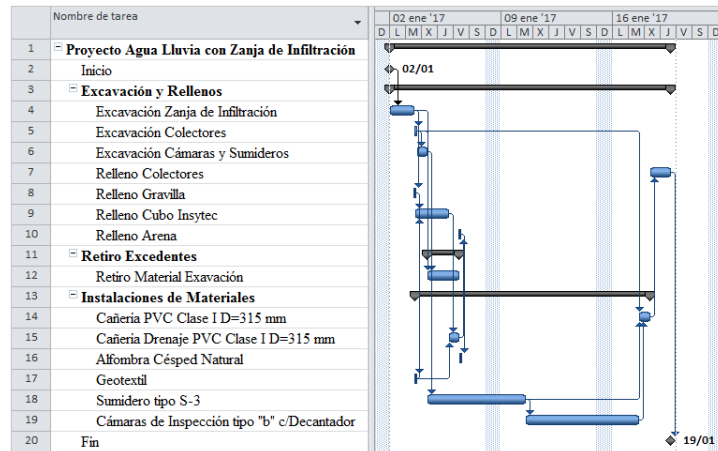 Nombre de tarea
02 ene '17 09 ene '17 16 ene '17
D L M X J V S D L M X J V S D L M X J V S D
1 Proyecto Agua Lluvia con Zanja de Infiltración
2 Inicio 02/01
3 Excavación y Rellenos
4 Excavación Zanja de Infiltración
5 Excavación Colectores
6 Excavación Cámaras y Sumideros
7 Relleno Colectores
8 Relleno Gravilla
9 Relleno Cubo Insytec
10 Relleno Arena
11 Retiro Excedentes
12 Retiro Material Exavación
13 Instalaciones de Materiales
14 Cañeria PVC Clase I D=315 mm
15 Cañeria Drenaje PVC Clase I D=315 mm
16 Alfombra Césped Natural
17 Geotextil
18 Sumidero tipo S-3
19 Cámaras de Inspección tipo "b" c/Decantador
20 Fin 19/01